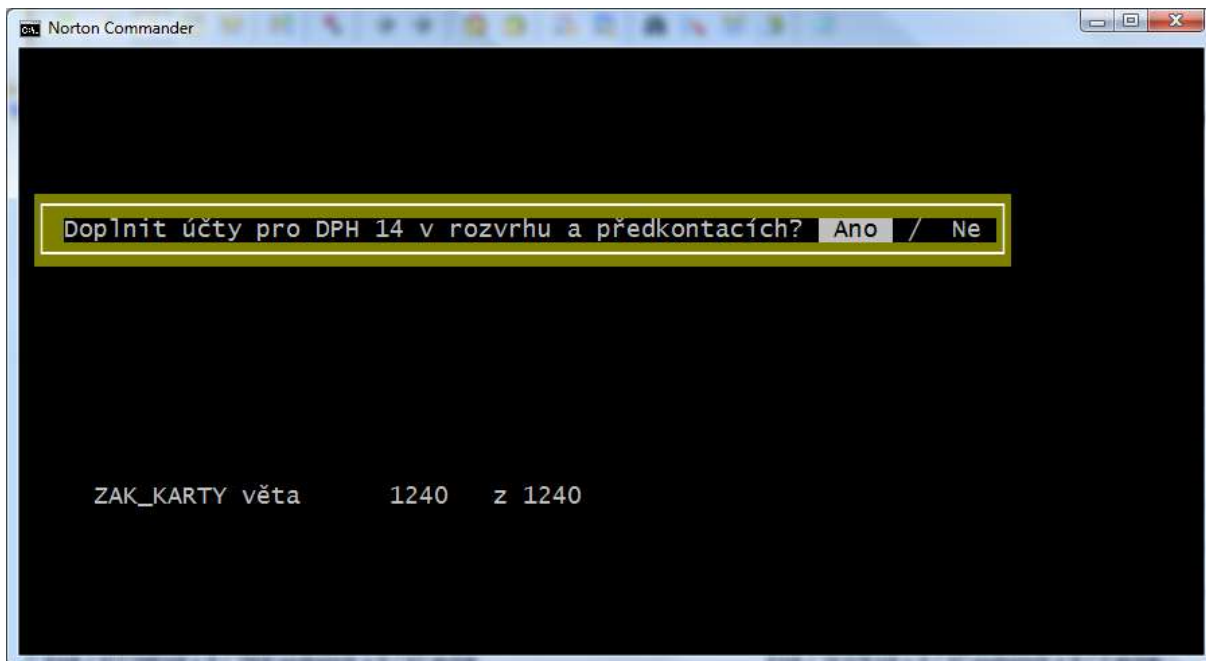 Norton Commander
Doplnit účty pro DPH 14 v rozvrhu a předkontacích? Ano / Ne
ZAK_KARTY věta 1240 z 1240